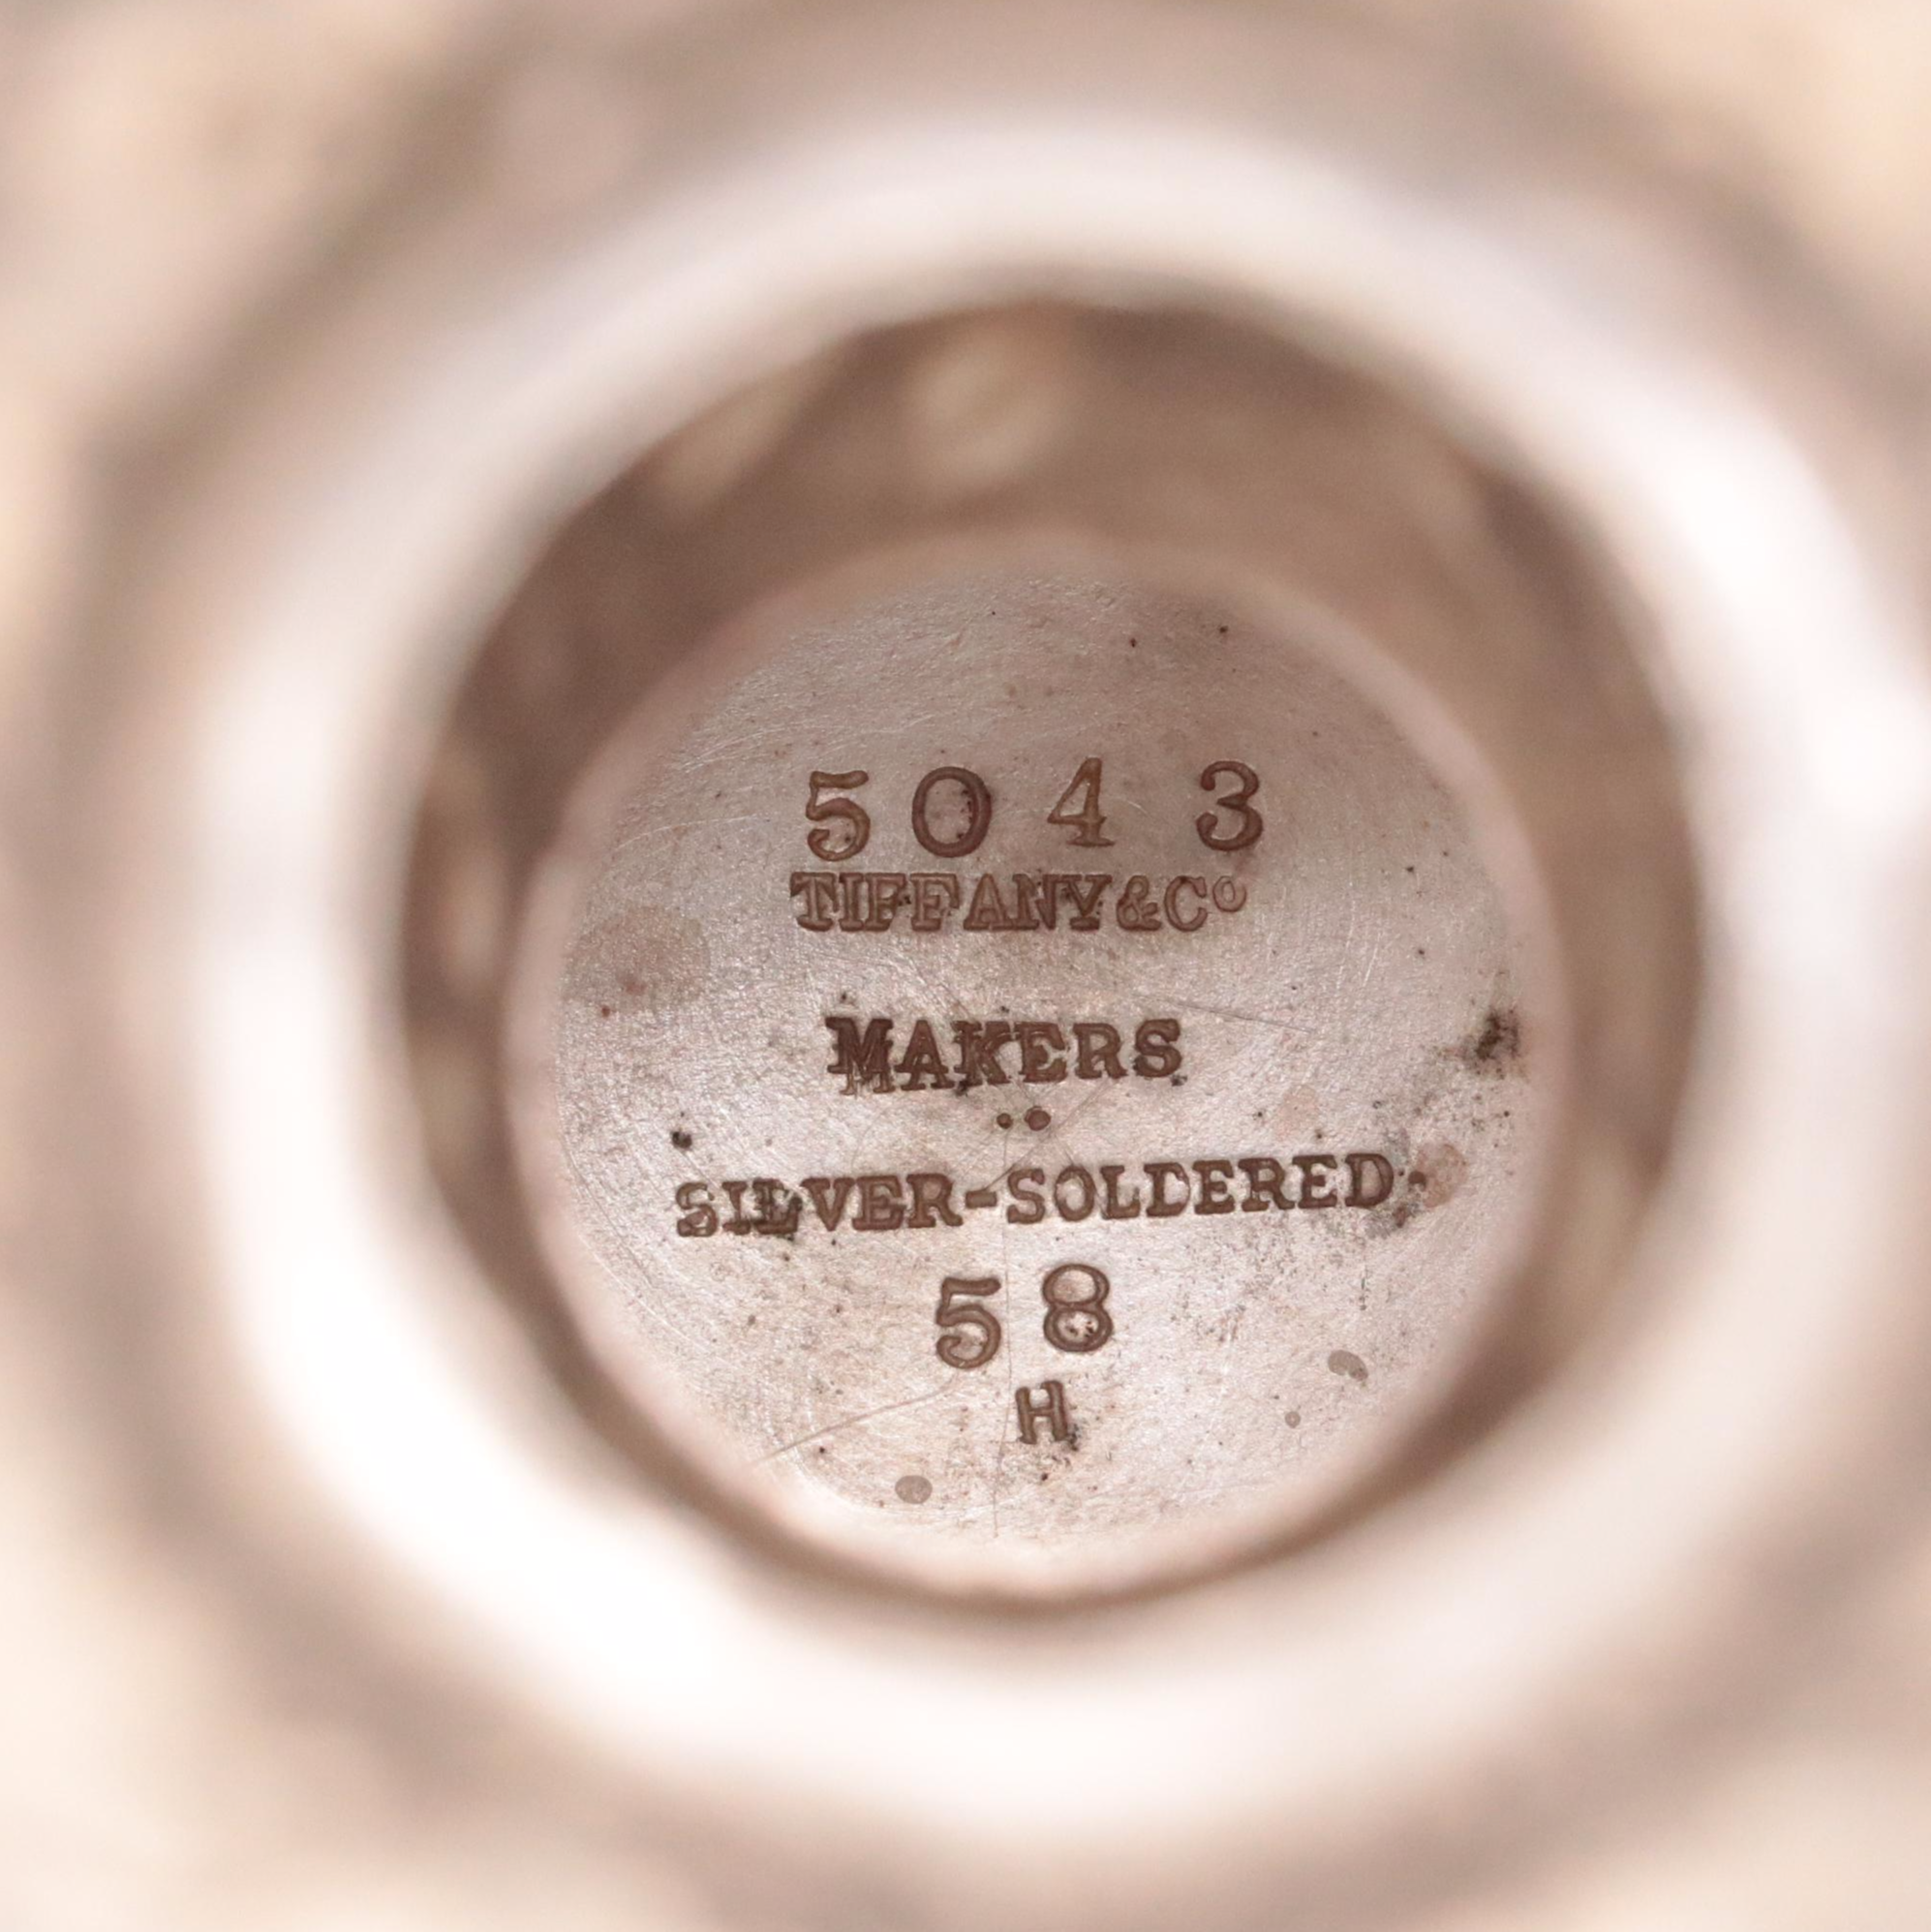 5043
TIFFANY & Cº
MAKERS
SILVER-SOLDERED
58
H